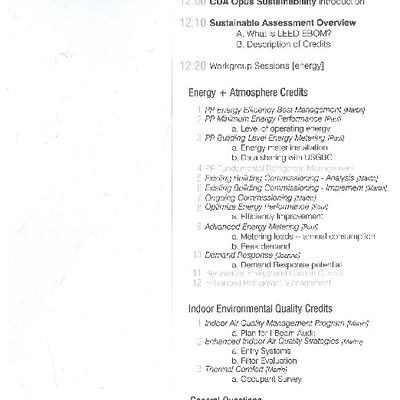 12:00 CUA Opus Sustainability Introduction
12:10 Sustainable Assessment Overview
A. What is LEED EBOM?
B. Description of Credits
12:20 Workgroup Sessions [energy]
Energy + Atmosphere Credits
1 PR Energy Efficiency Best Management [Martin]
2 PR Minimum Energy Performance [Paul]
a. Level of operating energy
3 PR Building Level Energy Metering [Paul]
a. Energy meter installation
b. Data sharing with USGBC
4 PR Fundamental Refrigerant Management
5 Existing Building Commissioning - Analysis [Martin]
6 Existing Building Commissioning - Implement [Martin]
7 Ongoing Commissioning [Martin]
8 Optimize Energy Performance [Paul]
a. Efficiency Improvement
9 Advanced Energy Metering [Paul]
a. Metering loads -- annual consumption
b. Peak demand
10 Demand Response [Joanne]
a. Demand Response potential
11 Renewable Energy and Carbon Offsets
12 Enhanced Refrigerant Management
Indoor Environmental Quality Credits
1 Indoor Air Quality Management Program [Martin]
a. Plan for I-Beam Audit
2 Enhanced Indoor Air Quality Strategies [Martin]
a. Entry Systems
b. Filter Evaluation
3 Thermal Comfort [Martin]
a. Occupant Survey
General Questions